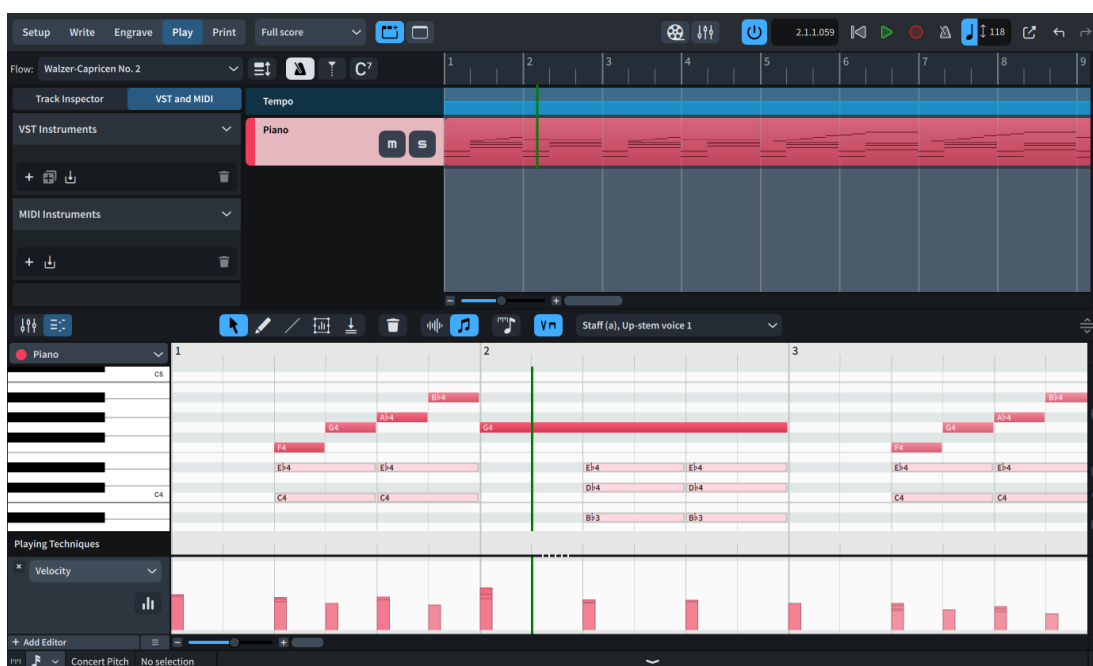 Setup Write Engrave Play Print Full score 2.1.1.059 118
Flow: Walzer-Capricen No. 2 C7 1 2 3 4 5 6 7 8 9
Track Inspector VST and MIDI Tempo
VST Instruments Piano m s
+
MIDI Instruments
+
Staff (a), Up-stem voice 1
Piano 1 2 3
C5
B♭4 B♭4
A♭4 A♭4
G4 G4 G4
F4 F4
E♭4 E♭4 E♭4 E♭4 E♭4 E♭4
D♭4 D♭4
C4 C4 C4 C4 C4
B♭3 B♭3
Playing Techniques
× Velocity
+ Add Editor
Concert Pitch No selection